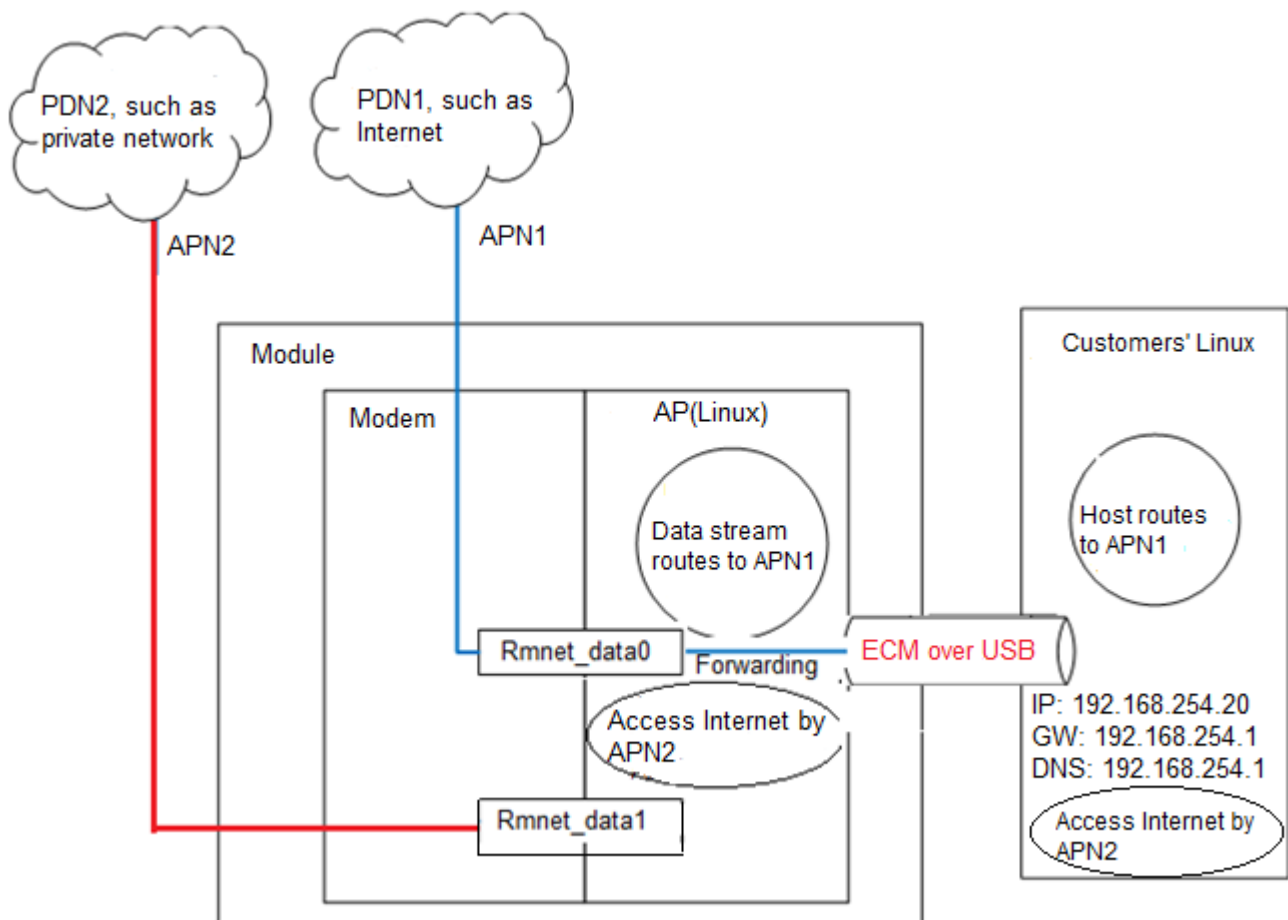 PDN2, such as
private network
PDN1, such as
Internet
APN2
APN1
Module
Modem
AP(Linux)
Data stream
routes to APN1
Rmnet_data0
Forwarding
ECM over USB
Access Internet by
APN2
Rmnet_data1
Customers' Linux
Host routes
to APN1
IP: 192.168.254.20
GW: 192.168.254.1
DNS: 192.168.254.1
Access Internet by
APN2